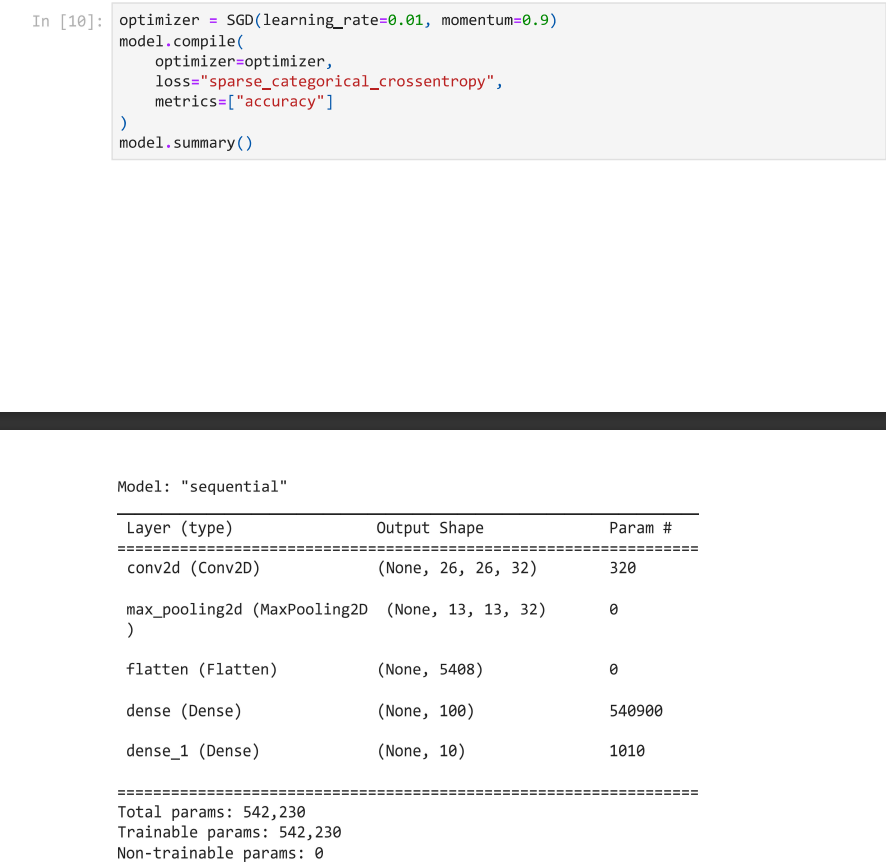 In [10]: optimizer = SGD(learning_rate=0.01, momentum=0.9)
model.compile(
    optimizer=optimizer,
    loss="sparse_categorical_crossentropy",
    metrics=["accuracy"]
)
model.summary()
Model: "sequential"
_________________________________________________________________
 Layer (type)                Output Shape              Param #
=================================================================
 conv2d (Conv2D)             (None, 26, 26, 32)        320
 max_pooling2d (MaxPooling2D  (None, 13, 13, 32)       0
 )
 flatten (Flatten)           (None, 5408)              0
 dense (Dense)               (None, 100)               540900
 dense_1 (Dense)             (None, 10)                1010
=================================================================
Total params: 542,230
Trainable params: 542,230
Non-trainable params: 0